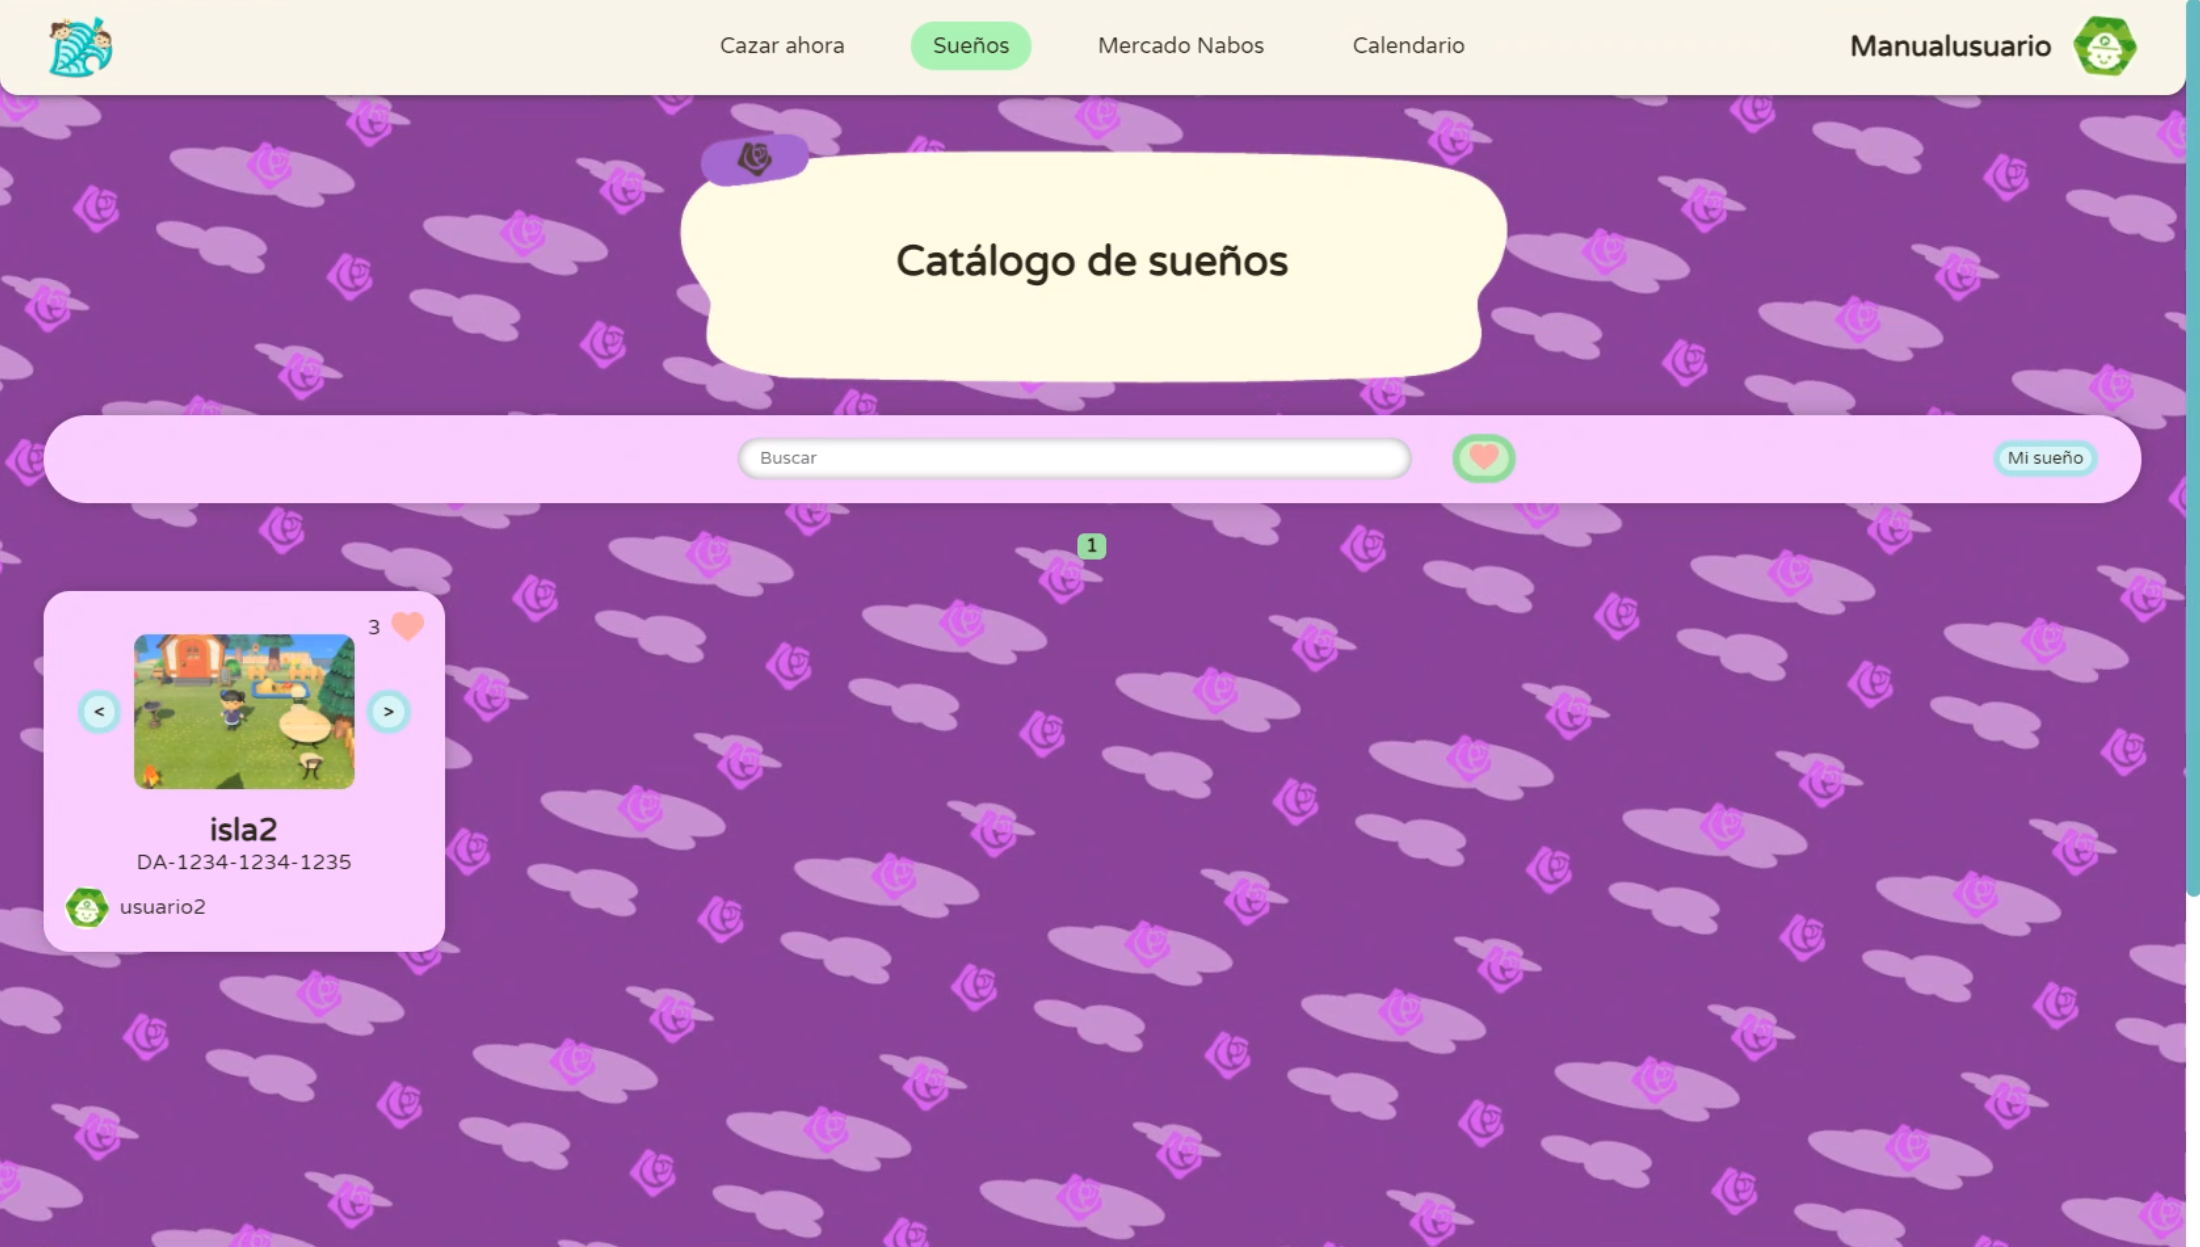 Cazar ahora
Sueños
Mercado Nabos
Calendario
Manualusuario
Catálogo de sueños
Buscar
Mi sueño
1
3
<
>
isla2
DA-1234-1234-1235
usuario2